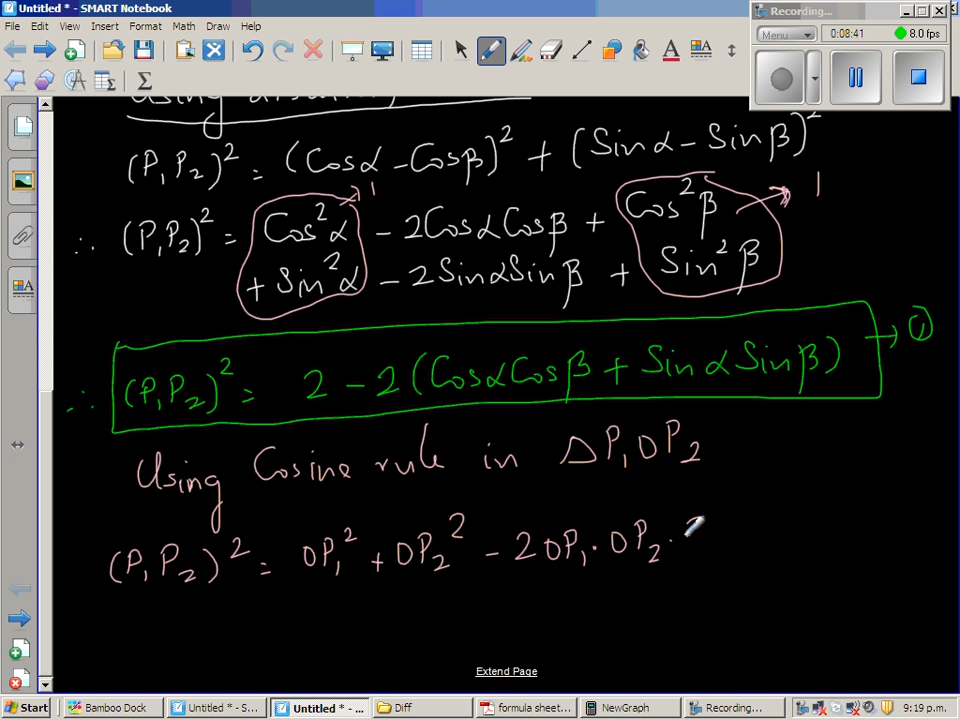 Untitled * - SMART Notebook
Recording...
File Edit View Insert Format Tools Math Draw Help
Menu 0:08:41 8.0 fps
(P₁P₂)² = (Cosα - Cosβ)² + (Sinα - Sinβ)²
1 1
∴ (P₁P₂)² = Cos²α - 2CosαCosβ + Cos²β
+ Sin²α - 2SinαSinβ + Sin²β
∴ (P₁P₂)² = 2 - 2(CosαCosβ + SinαSinβ) → ①
Using Cosine rule in ΔP₁OP₂
(P₁P₂)² = OP₁² + OP₂² - 2OP₁·OP₂·
Extend Page
Start Bamboo Dock Untitled * - S... Untitled * - ... Diff formula sheet... NewGraph Recording... 9:19 p.m.